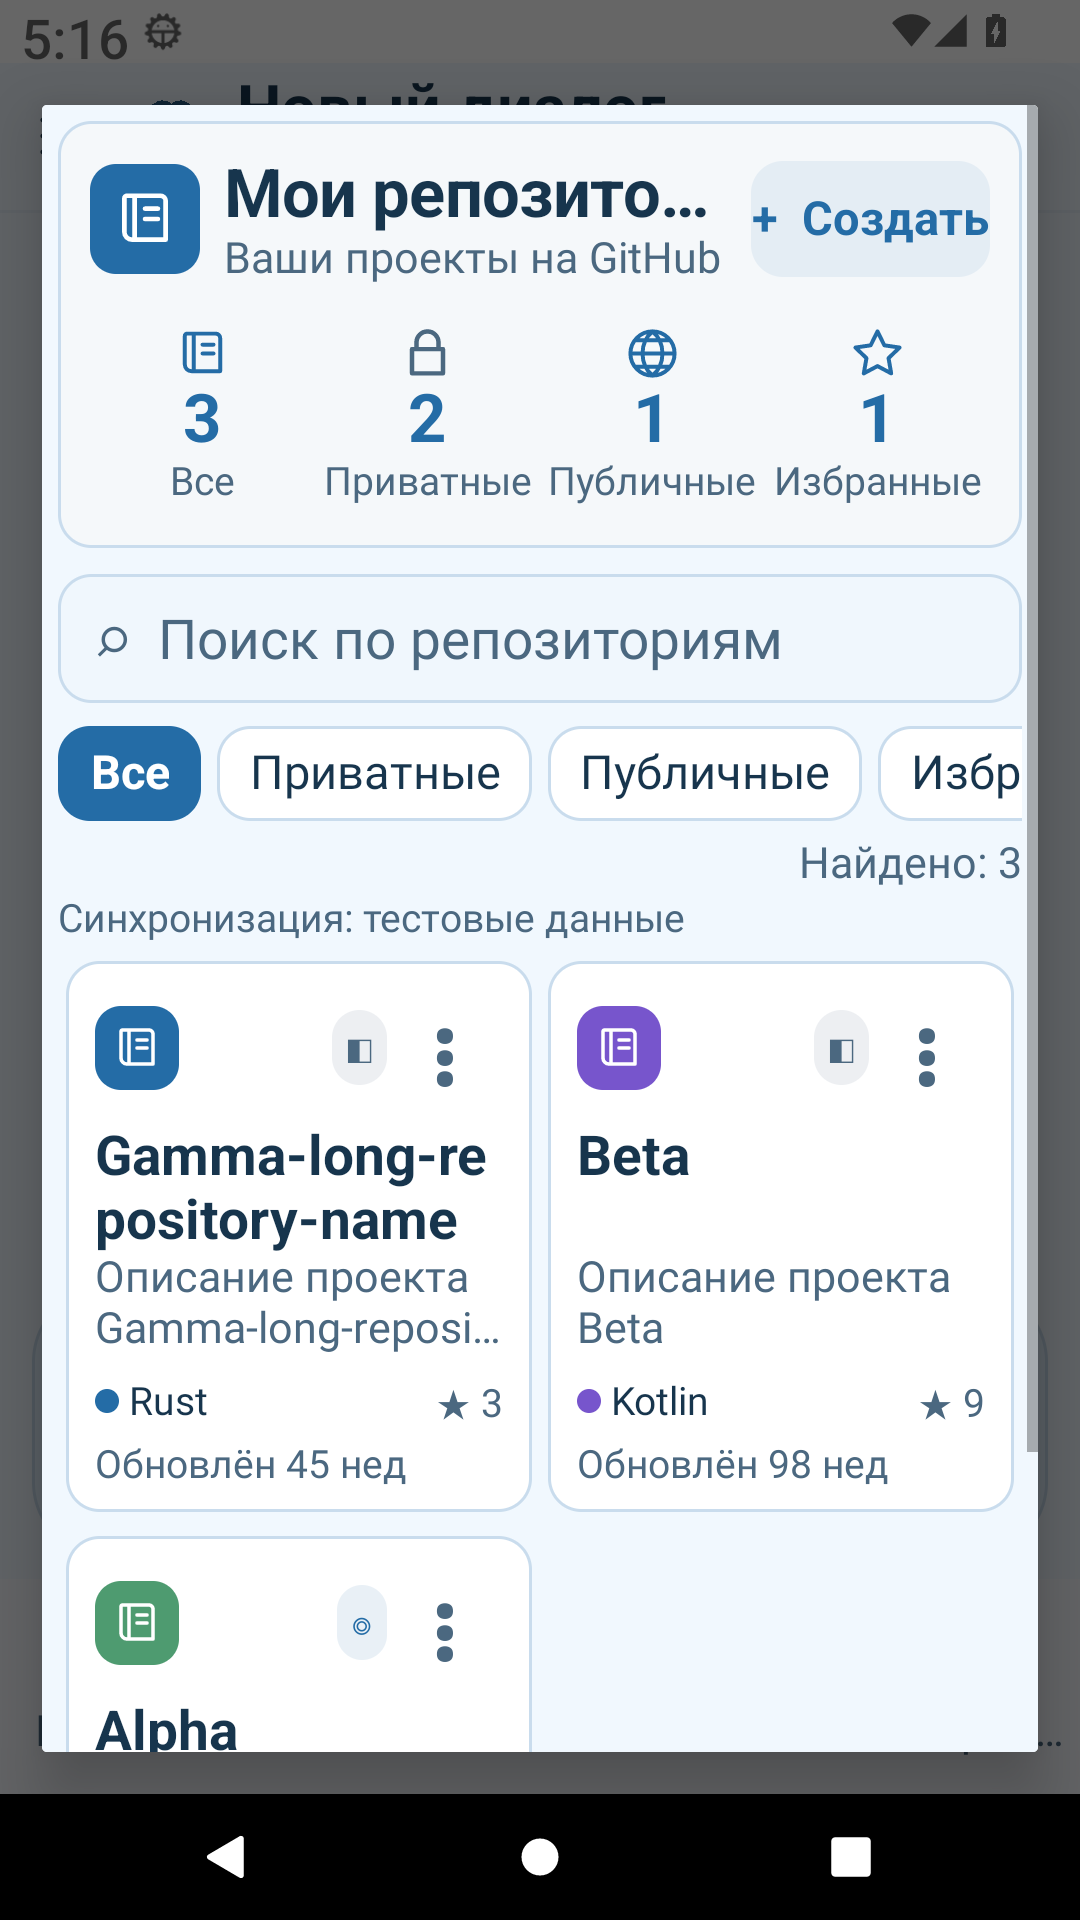 5:16
Новый диалог
Мои репозито...
Ваши проекты на GitHub
+ Создать
3
2
1
1
Все
Приватные
Публичные
Избранные
Поиск по репозиториям
Все
Приватные
Публичные
Избр
Найдено: 3
Синхронизация: тестовые данные
Gamma-long-re
pository-name
Описание проекта
Gamma-long-reposi...
Rust
★ 3
Обновлён 45 нед
Beta
Описание проекта
Beta
Kotlin
★ 9
Обновлён 98 нед
Alpha